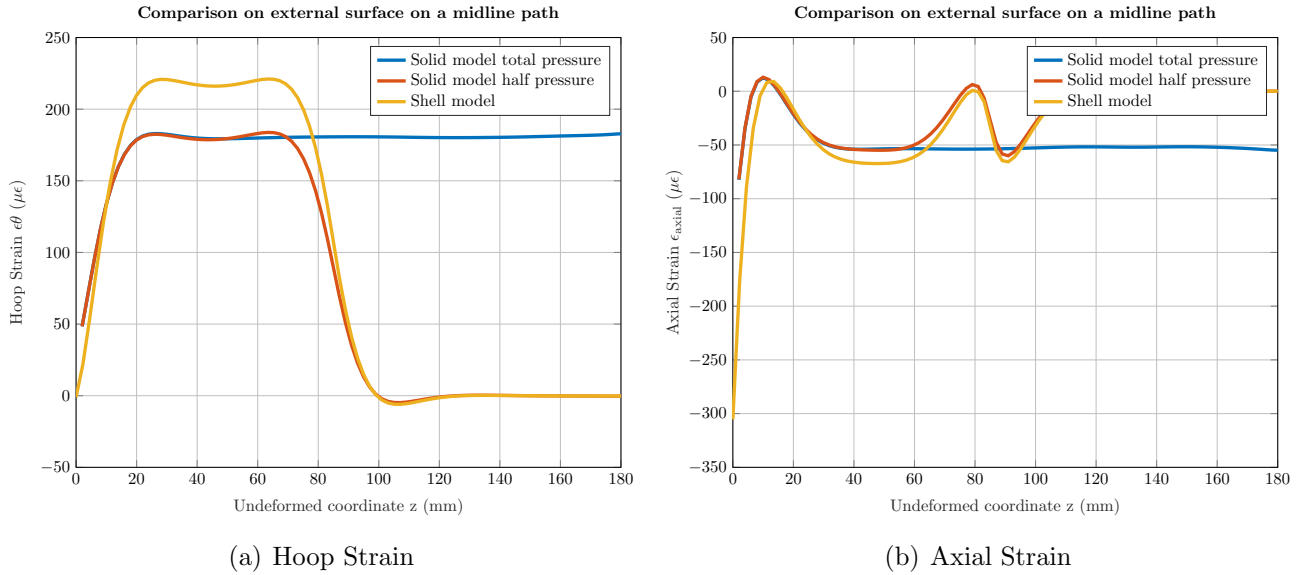 Comparison on external surface on a midline path
Solid model total pressure
Solid model half pressure
Shell model
250
200
150
100
50
0
−50
0 20 40 60 80 100 120 140 160 180
Hoop Strain ϵθ (µϵ)
Undeformed coordinate z (mm)
(a) Hoop Strain
Comparison on external surface on a midline path
Solid model total pressure
Solid model half pressure
Shell model
50
0
−50
−100
−150
−200
−250
−300
−350
0 20 40 60 80 100 120 140 160 180
Axial Strain ϵaxial (µϵ)
Undeformed coordinate z (mm)
(b) Axial Strain